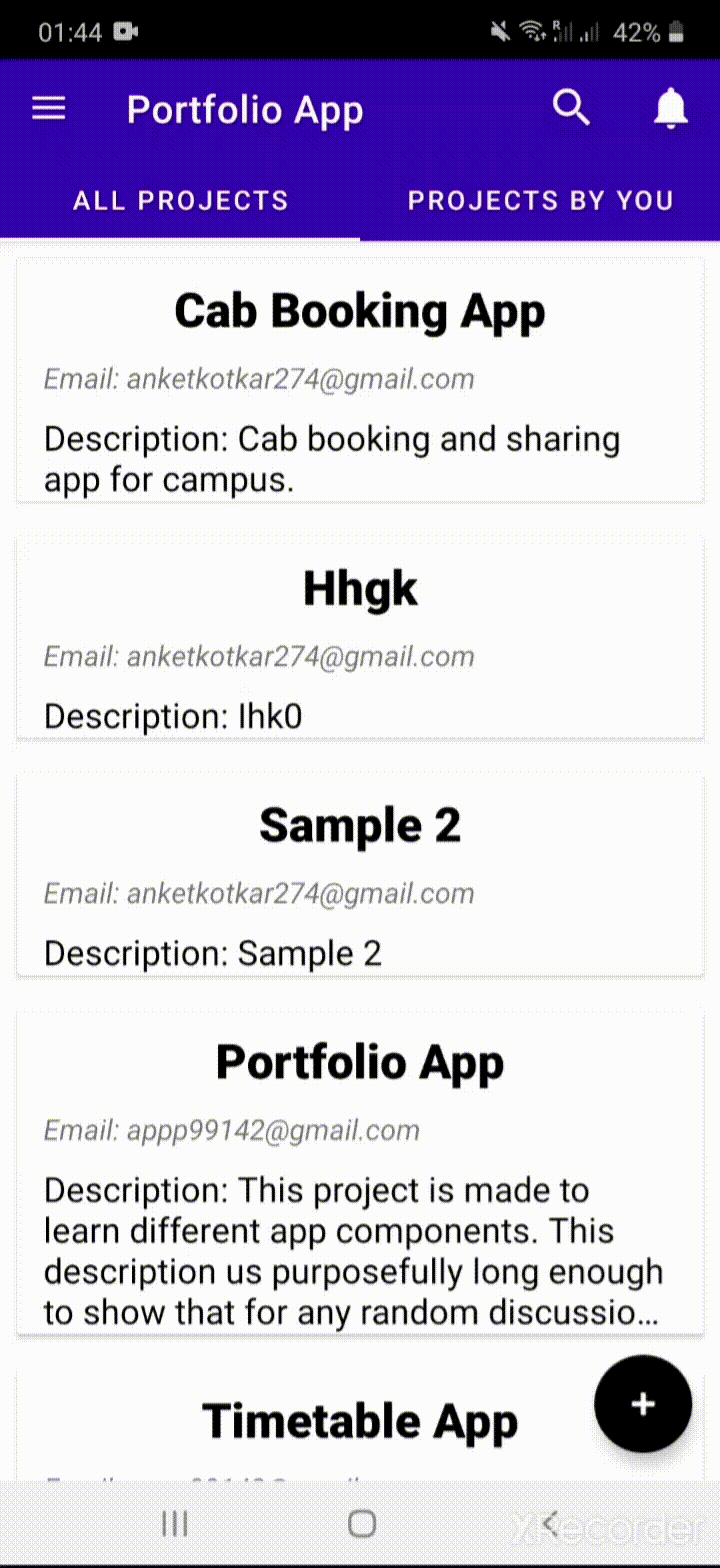 01:44
R
42%
Portfolio App
ALL PROJECTS
PROJECTS BY YOU
Cab Booking App
Email: anketkotkar274@gmail.com
Description: Cab booking and sharing
app for campus.
Hhgk
Email: anketkotkar274@gmail.com
Description: Ihk0
Sample 2
Email: anketkotkar274@gmail.com
Description: Sample 2
Portfolio App
Email: appp99142@gmail.com
Description: This project is made to
learn different app components. This
description us purposefully long enough
to show that for any random discussio...
Timetable App
+
XRecorder